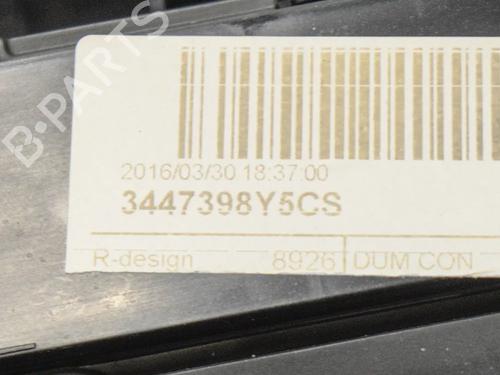 B-PARTS
2016/03/30 18:37:00
3447398Y5CS
R-design 8926 DUM CON